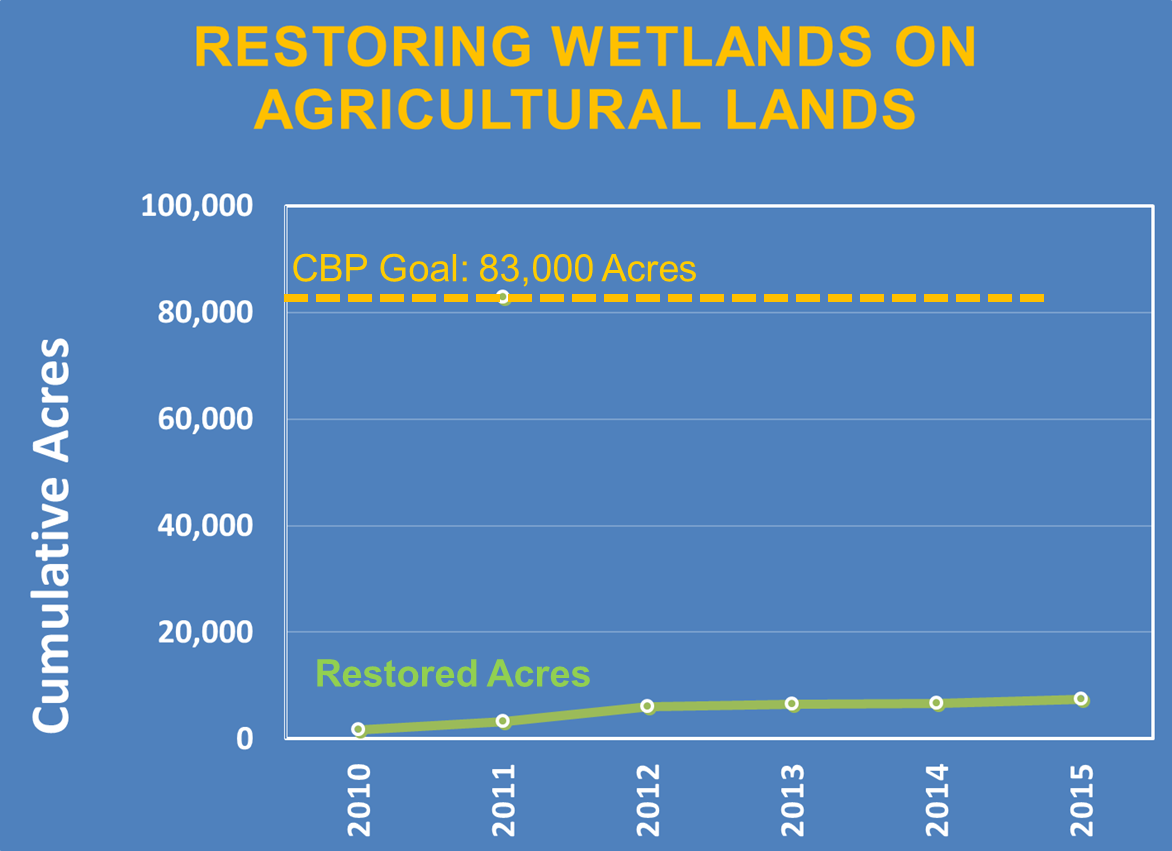 RESTORING WETLANDS ON
AGRICULTURAL LANDS
100,000
CBP Goal: 83,000 Acres
80,000
60,000
40,000
20,000
0
Cumulative Acres
Restored Acres
2010
2011
2012
2013
2014
2015